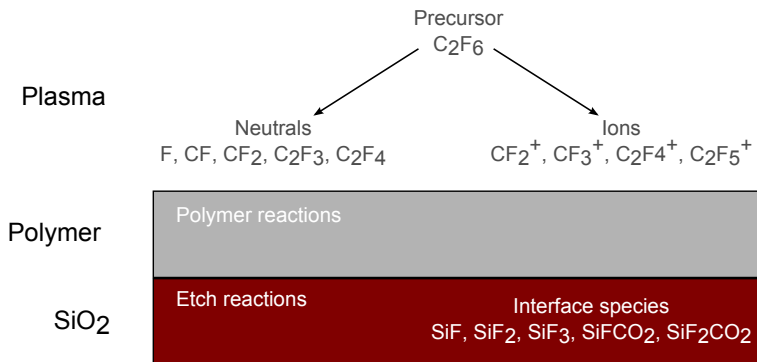 Precursor
C2F6
Plasma
Neutrals
F, CF, CF2, C2F3, C2F4
Ions
CF2+, CF3+, C2F4+, C2F5+
Polymer
Polymer reactions
SiO2
Etch reactions
Interface species
SiF, SiF2, SiF3, SiFCO2, SiF2CO2